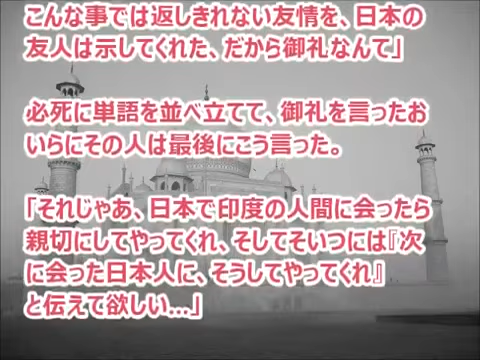 こんな事では返しきれない友情を、日本の
友人は示してくれた、だから御礼なんて」
必死に単語を並べ立てて、御礼を言ったお
いらにその人は最後にこう言った。
「それじゃあ、日本で印度の人間に会ったら
親切にしてやってくれ、そしてそいつには『次
に会った日本人に、そうしてやってくれ』
と伝えて欲しい…」